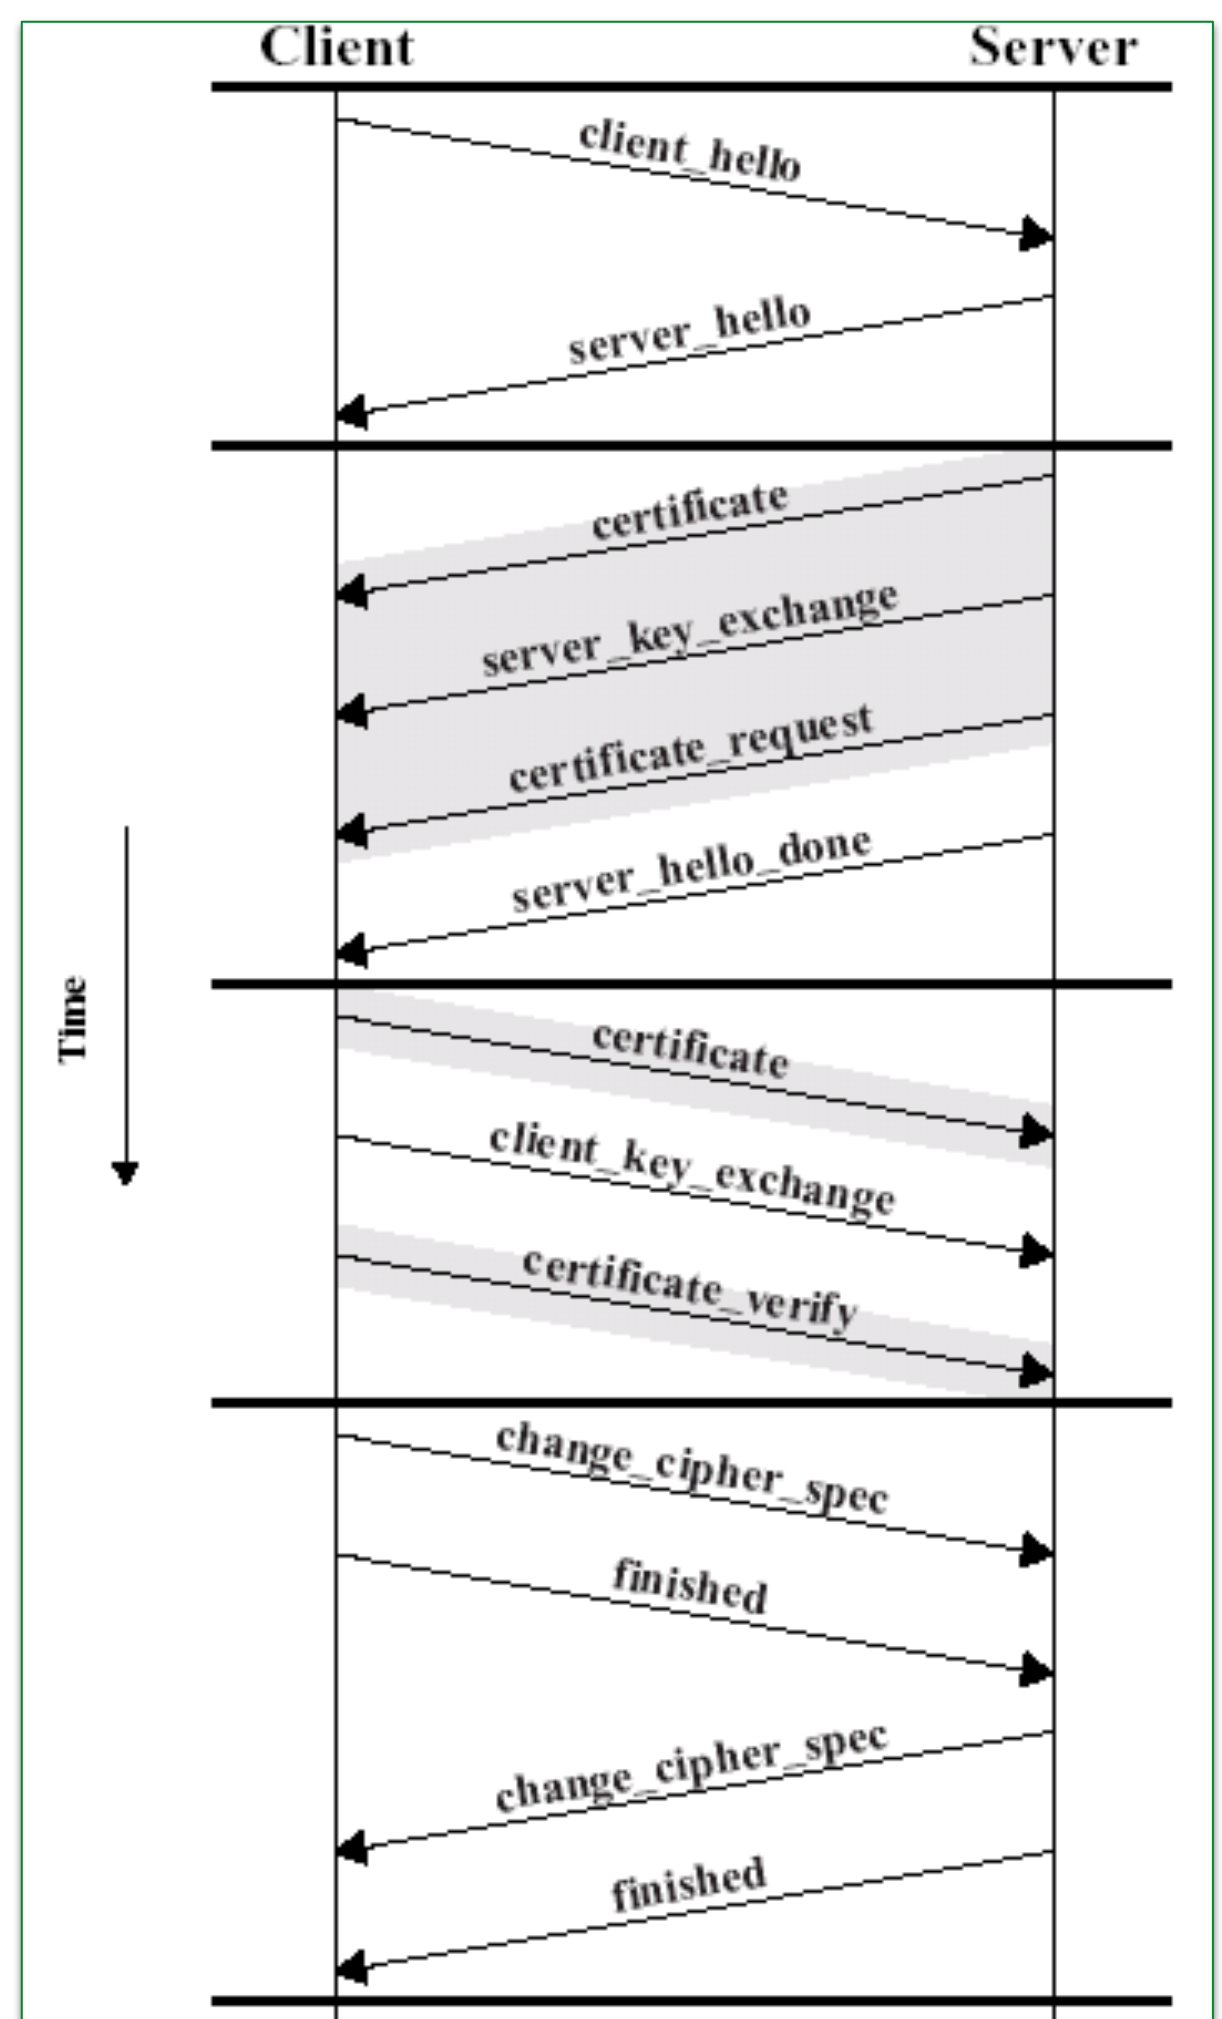 Client Server
client_hello
server_hello
certificate
server_key_exchange
certificate_request
server_hello_done
Time
certificate
client_key_exchange
certificate_verify
change_cipher_spec
finished
change_cipher_spec
finished